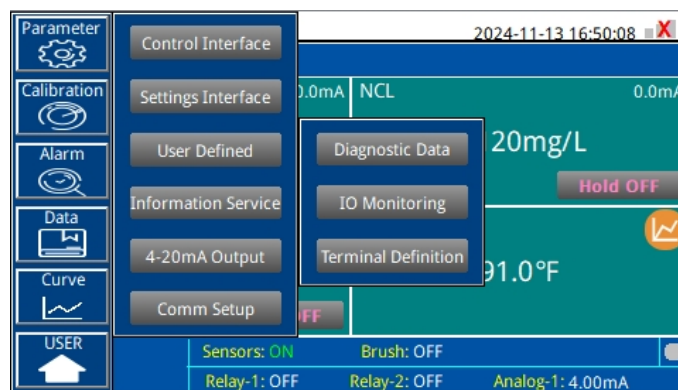 Parameter
2024-11-13 16:50:08
X
Control Interface
Calibration
Settings Interface
0.0mA
NCL
0.0mA
Alarm
User Defined
Diagnostic Data
20mg/L
Information Service
IO Monitoring
Hold OFF
Data
4-20mA Output
Terminal Definition
91.0°F
Curve
Comm Setup
OFF
USER
Sensors: ON
Brush: OFF
Relay-1: OFF
Relay-2: OFF
Analog-1: 4.00mA